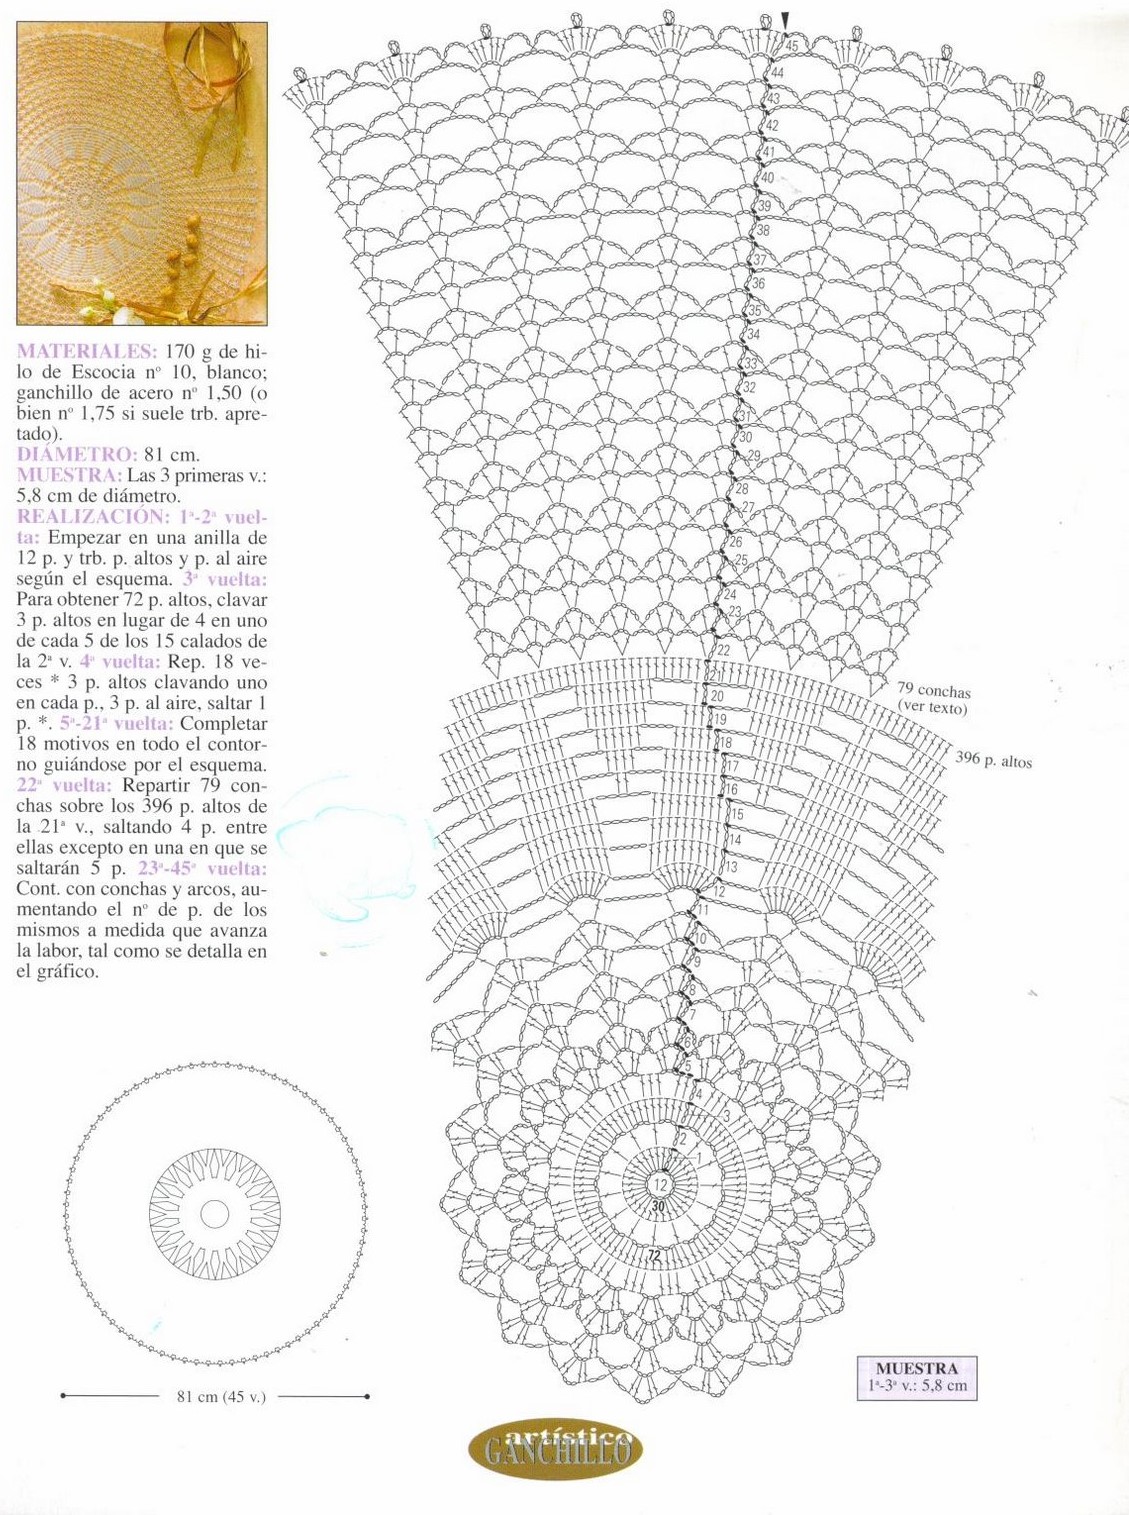 MATERIALES: 170 g de hi-
lo de Escocia nº 10, blanco;
ganchillo de acero nº 1,50 (o
bien nº 1,75 si suele trb. apre-
tado).
DIÁMETRO: 81 cm.
MUESTRA: Las 3 primeras v.:
5,8 cm de diámetro.
REALIZACIÓN: 1ª-2ª vuel-
ta: Empezar en una anilla de
12 p. y trb. p. altos y p. al aire
según el esquema. 3ª vuelta:
Para obtener 72 p. altos, clavar
3 p. altos en lugar de 4 en uno
de cada 5 de los 15 calados de
la 2ª v. 4ª vuelta: Rep. 18 ve-
ces * 3 p. altos clavando uno
en cada p., 3 p. al aire, saltar 1
p. *. 5ª-21ª vuelta: Completar
18 motivos en todo el contor-
no guiándose por el esquema.
22ª vuelta: Repartir 79 con-
chas sobre los 396 p. altos de
la 21ª v., saltando 4 p. entre
ellas excepto en una en que se
saltarán 5 p. 23ª-45ª vuelta:
Cont. con conchas y arcos, au-
mentando el nº de p. de los
mismos a medida que avanza
la labor, tal como se detalla en
el gráfico.
45
44
43
42
41
40
39
38
37
36
35
34
33
32
31
30
29
28
27
26
25
24
23
22
21
20
19
18
17
16
15
14
13
12
11
10
9
8
7
6
5
4
3
2
1
12
30
72
79 conchas
(ver texto)
396 p. altos
81 cm (45 v.)
MUESTRA
1ª-3ª v.: 5,8 cm
artístico
GANCHILLO